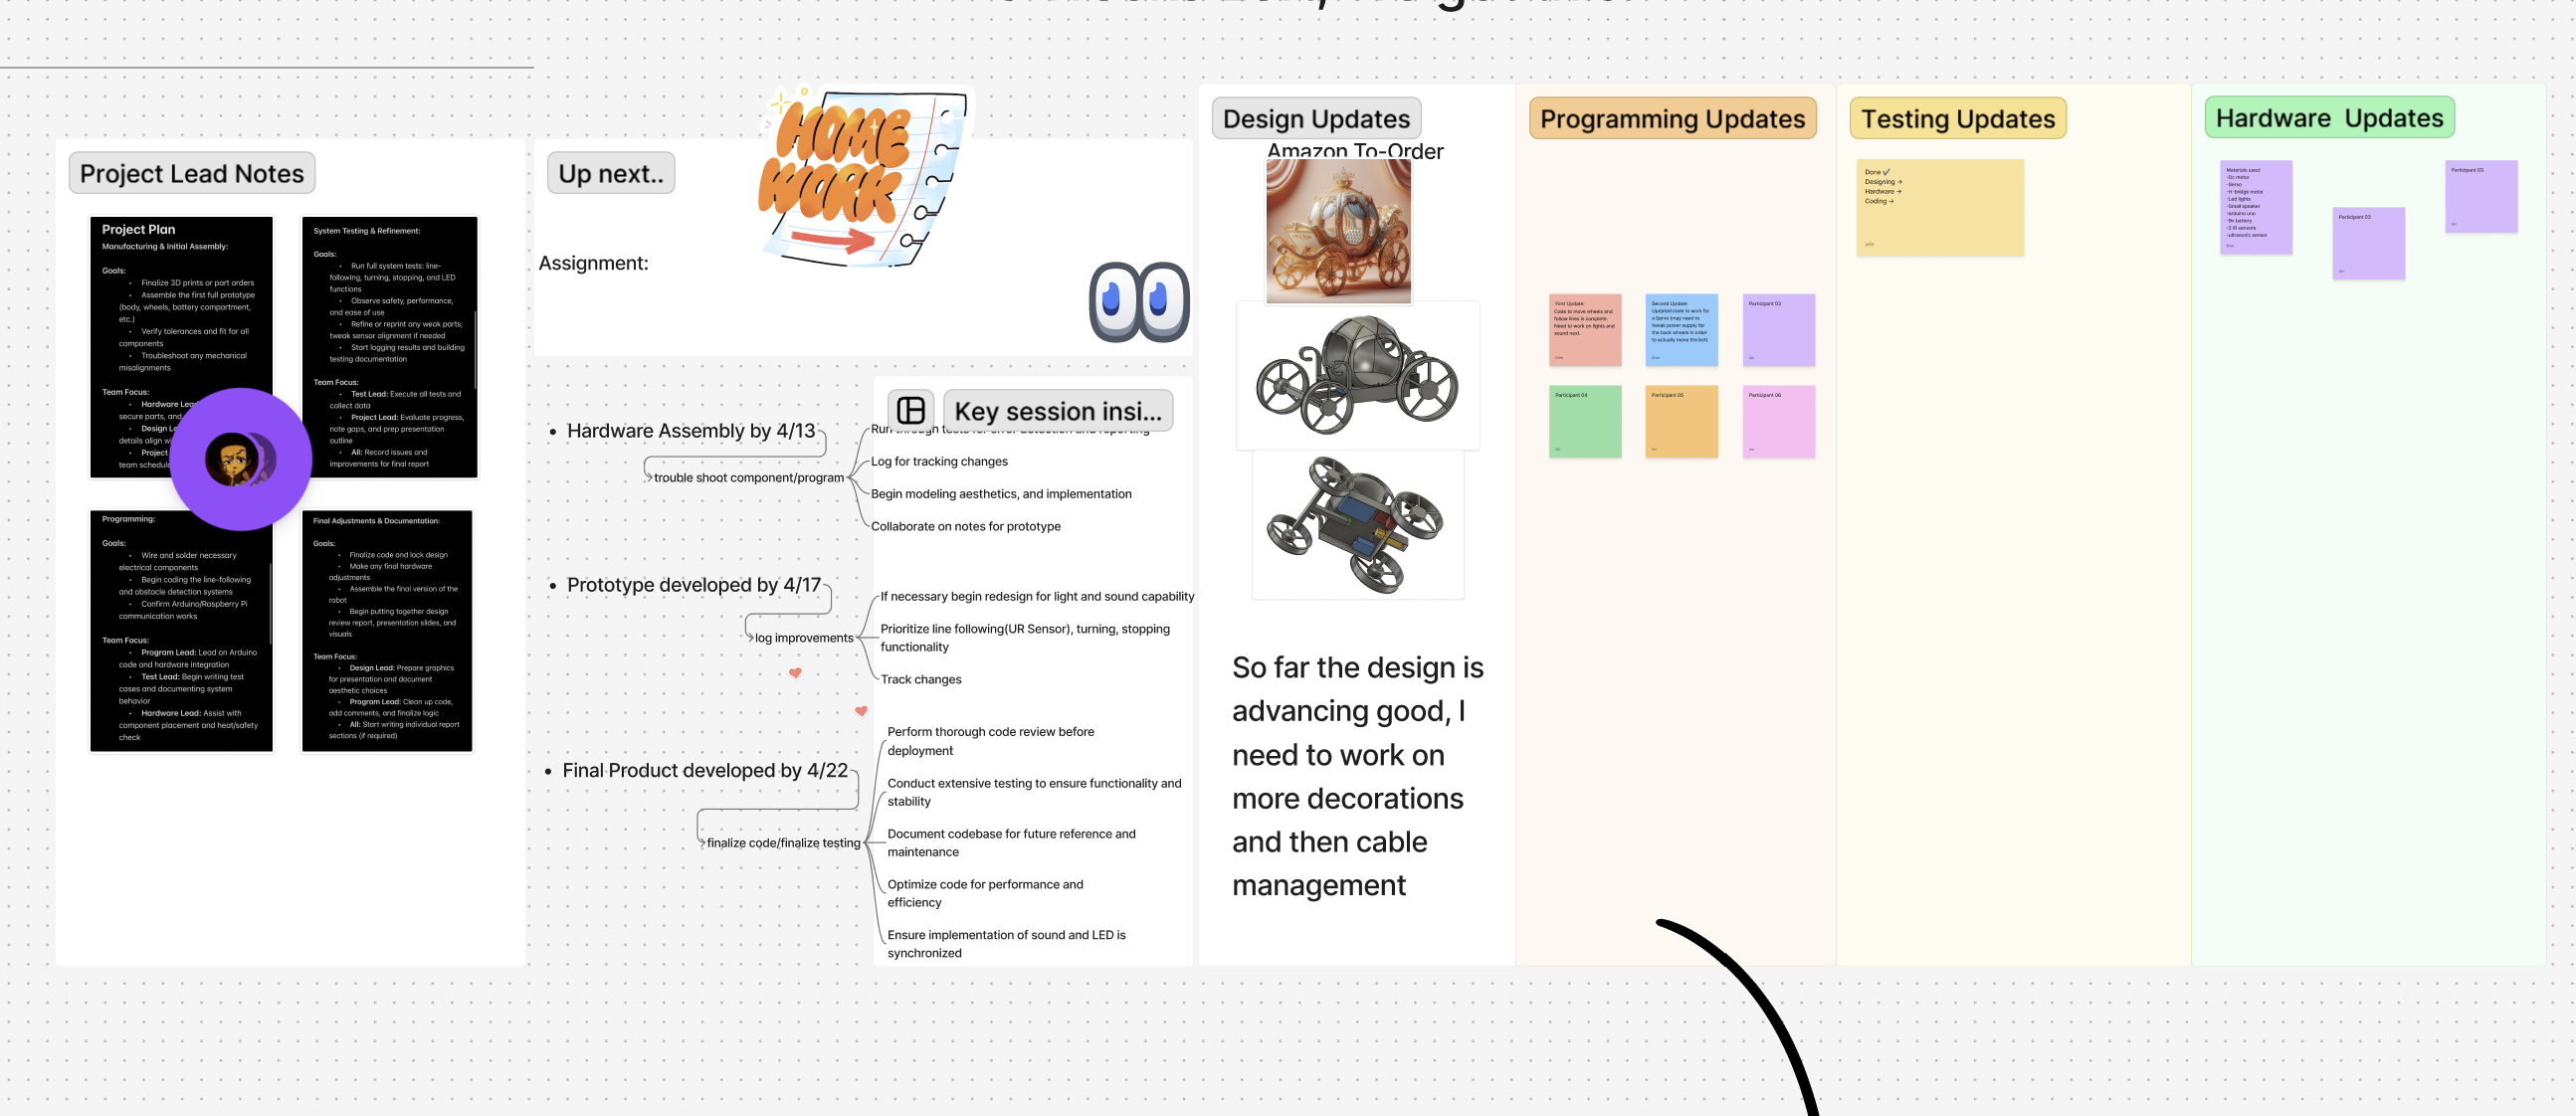 Project Lead Notes
Project Plan
Manufacturing & Initial Assembly:
Goals:
- Finalize 3D prints or part orders
- Assemble the first full prototype
(body, wheels, battery compartment,
etc.)
- Verify tolerances and fit for all
components
- Troubleshoot any mechanical
misalignments
Team Focus:
- Hardware Lead
secure parts, and
- Design
details align
- Project
team schedule
System Testing & Refinement:
Goals:
- Run full system tests: line-
following, turning, stopping, and LED
functions
- Observe safety, performance,
and ease of use
- Refine or reprint any weak parts;
tweak sensor alignment if needed
- Start logging results and building
testing documentation
Team Focus:
- Test Lead: Execute all tests and
collect data
- Project Lead: Evaluate progress,
note gaps, and prep presentation
outline
- All: Record issues and
improvements for final report
Programming:
Goals:
- Wire and solder necessary
electrical components
- Begin coding the line-following
and obstacle detection systems
- Confirm Arduino/Raspberry Pi
communication works
Team Focus:
- Program Lead: Lead on Arduino
code and hardware integration
- Test Lead: Begin writing test
cases and documenting system
behavior
- Hardware Lead: Assist with
component placement and heat/safety
check
Final Adjustments & Documentation:
Goals:
- Finalize code and lock design
- Make any final hardware
adjustments
- Assemble the final version of the
robot
- Begin putting together design
review report, presentation slides, and
visuals
Team Focus:
- Design Lead: Prepare graphics
for presentation and document
aesthetic choices
- Program Lead: Clean up code,
add comments, and finalize logic
- All: Start writing individual report
sections (if required)
Up next..
HOME
WORK
Assignment:
Key session insi...
• Hardware Assembly by 4/13
trouble shoot component/program
Run through tests for error detection and reporting
Log for tracking changes
Begin modeling aesthetics, and implementation
Collaborate on notes for prototype
• Prototype developed by 4/17
log improvements
If necessary begin redesign for light and sound capability
Prioritize line following(UR Sensor), turning, stopping
functionality
Track changes
• Final Product developed by 4/22
finalize code/finalize testing
Perform thorough code review before
deployment
Conduct extensive testing to ensure functionality and
stability
Document codebase for future reference and
maintenance
Optimize code for performance and
efficiency
Ensure implementation of sound and LED is
synchronized
Design Updates
Amazon To-Order
So far the design is
advancing good, I
need to work on
more decorations
and then cable
management
Programming Updates
First Update:
Code to move wheels and
follow lines is complete.
Need to work on lights and
sound next.
Second Update:
Updated code to work for
a Servo (may need to
tweak power supply for
the back wheels in order
to actually move the bot)
Participant 03
Participant 04
Participant 05
Participant 06
Testing Updates
Done ✓
Designing →
Hardware →
Coding →
Hardware Updates
Materials used:
-Dc motor
-Servo
-H-bridge motor
-Led lights
-Small speaker
-arduino uno
-9v battery
-2 IR sensors
-ultrasonic sensor
Participant 03
Participant 03